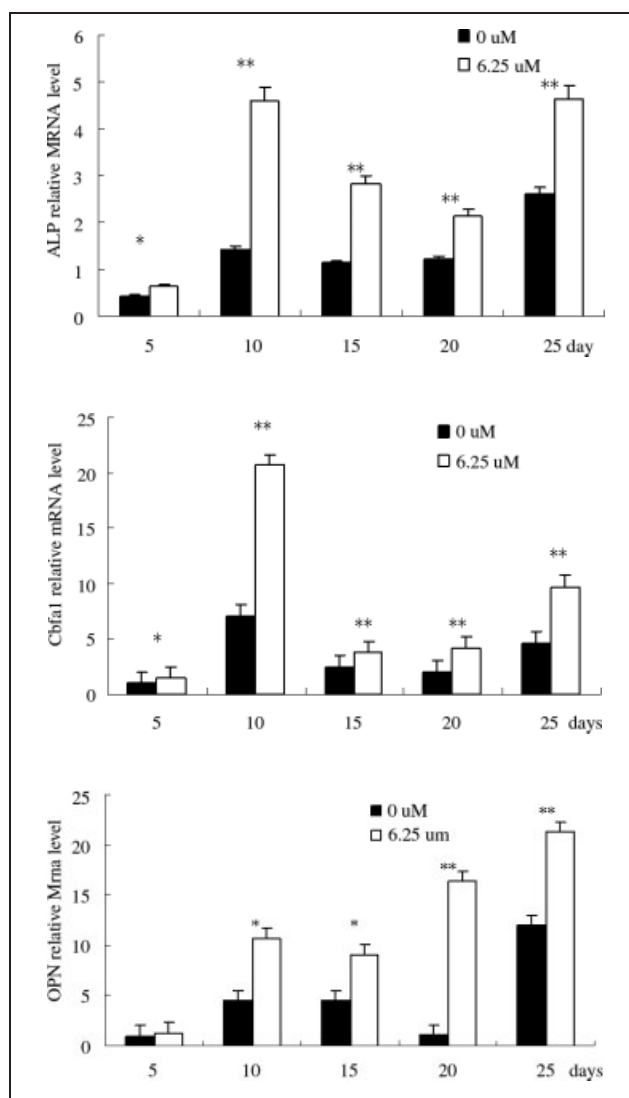 6
5
4
3
2
1
0
ALP relative MRNA level
0 uM
6.25 uM
*
**
**
**
**
5 10 15 20 25 day
25
20
15
10
5
0
Cbfa1 relative mRNA level
0 uM
6.25 uM
*
**
**
**
**
5 10 15 20 25 days
25
20
15
10
5
0
OPN relative Mrna level
0 uM
6.25 um
*
*
**
**
5 10 15 20 25 days